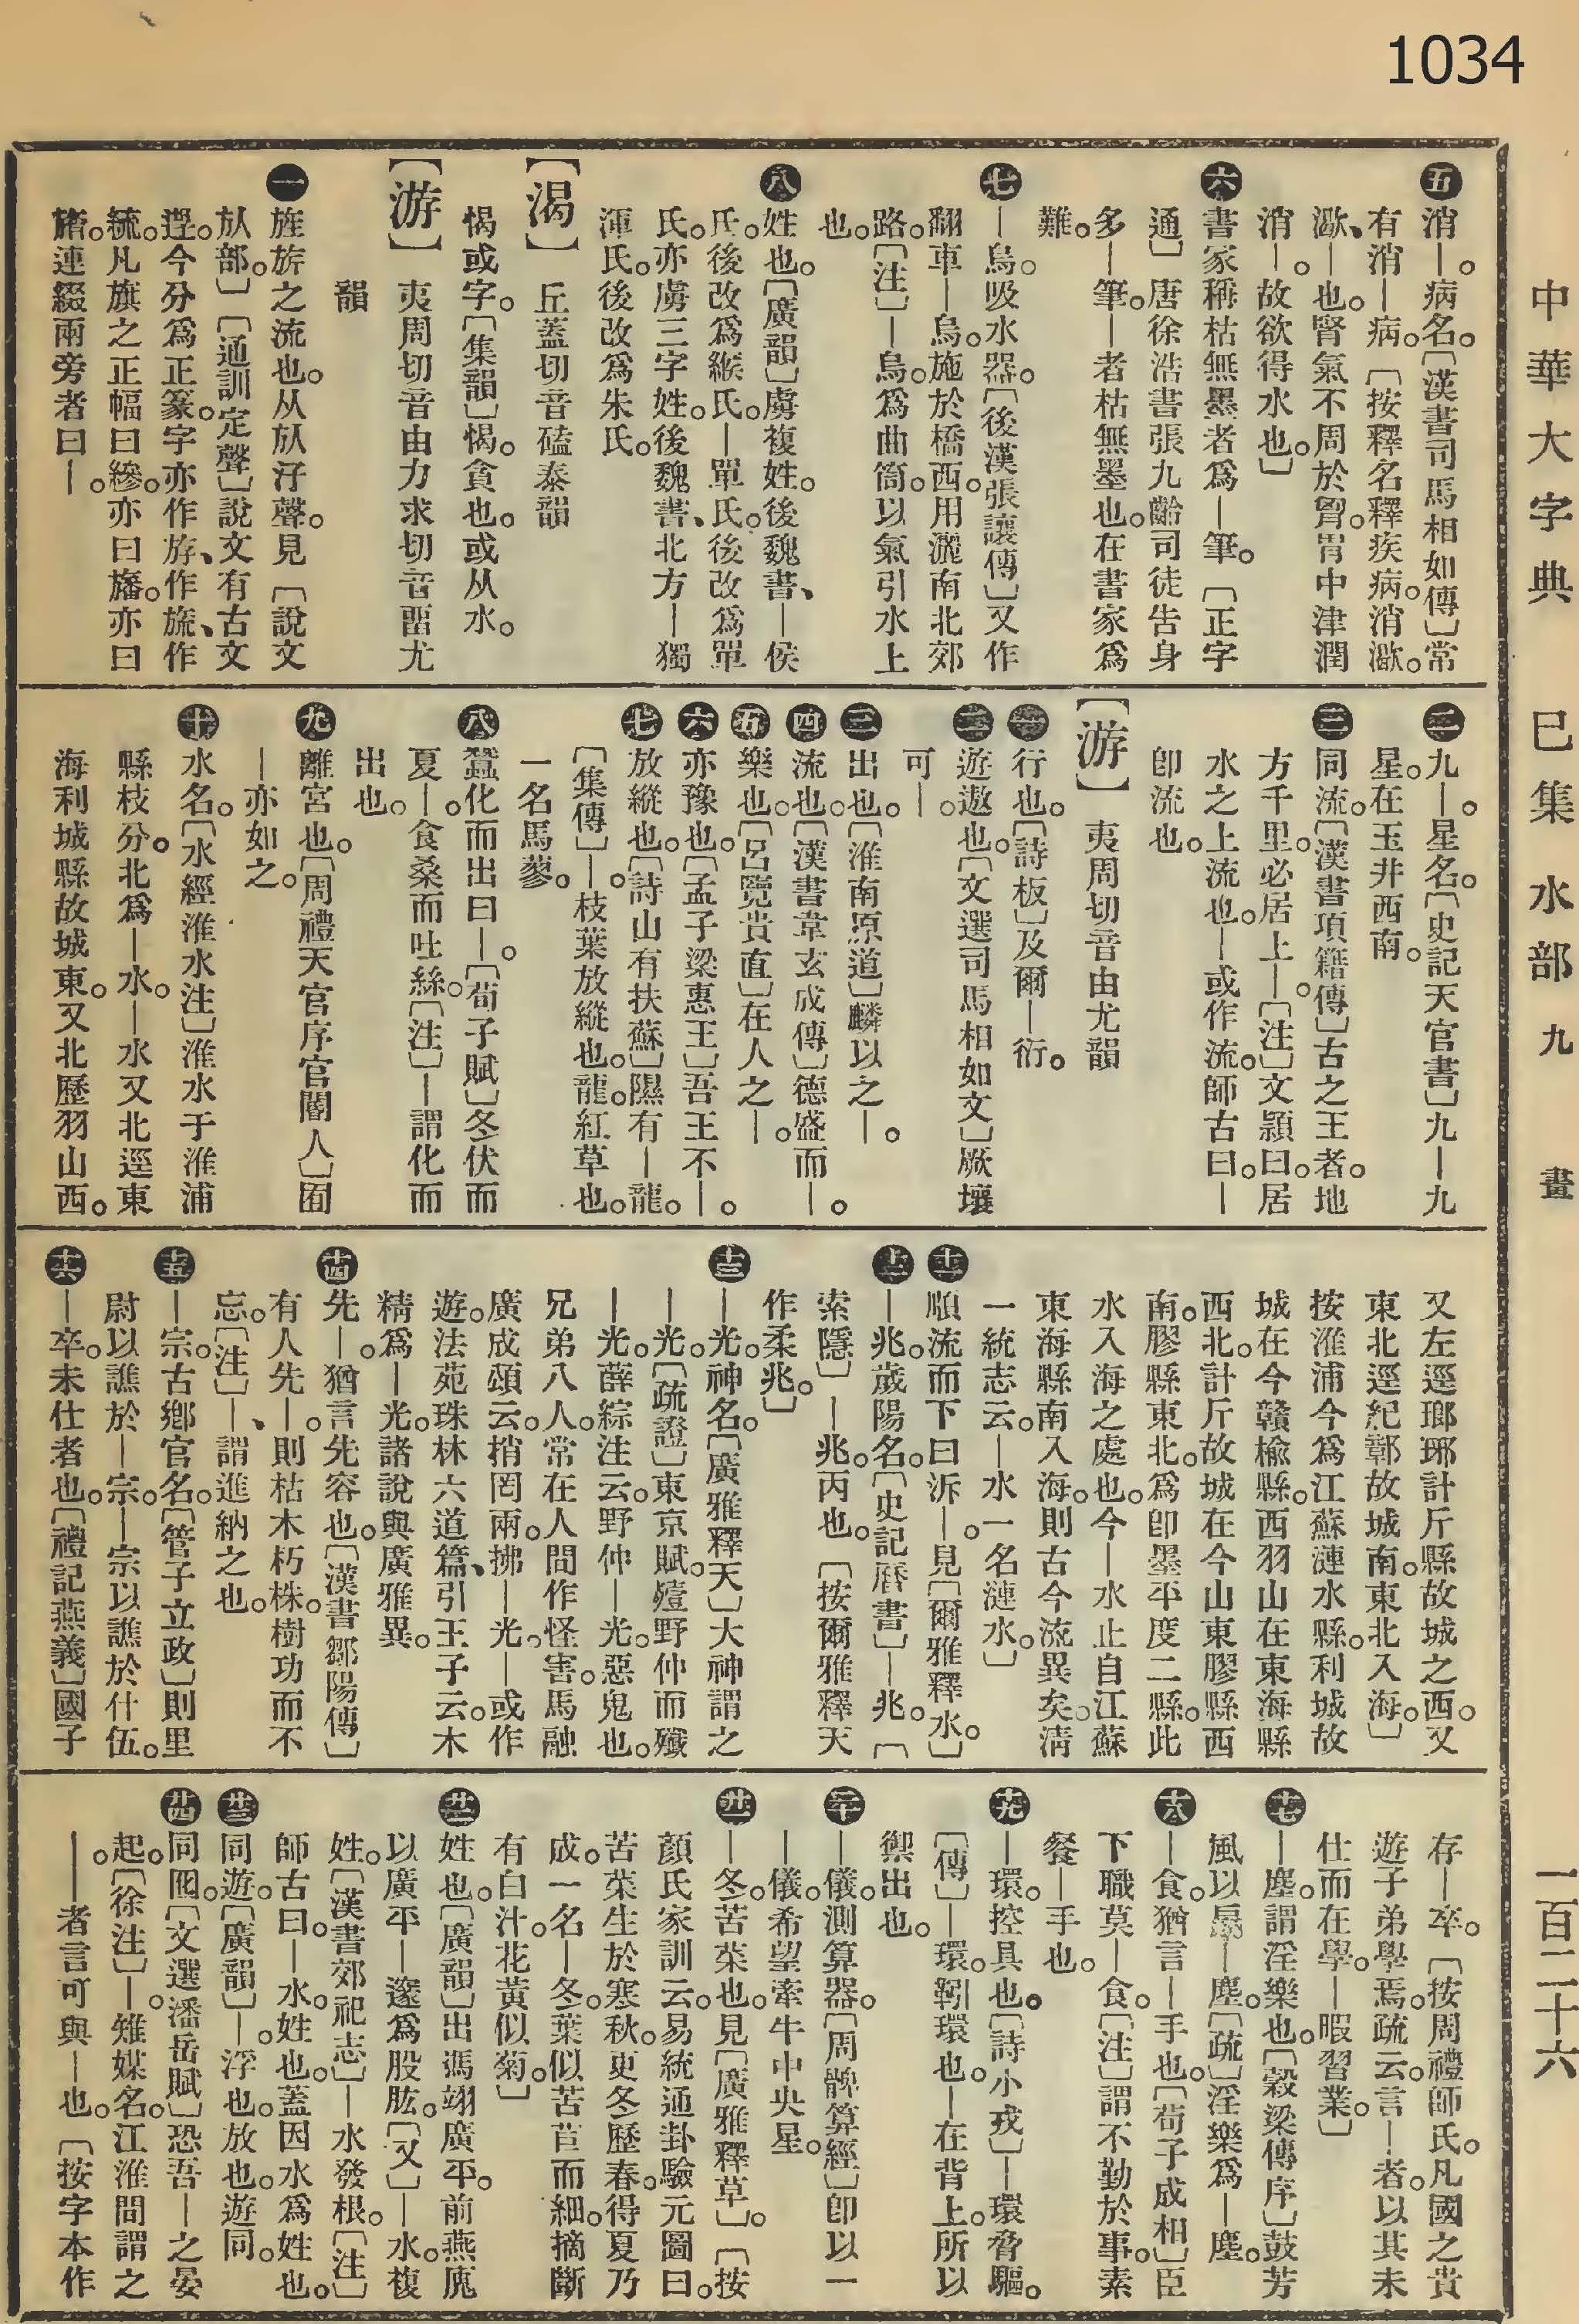 1034
中華大字典 巳集水部 九畫 一百二十六
五 消―。病名。〔漢書司馬相如傳〕常
有消―病。〔按釋名釋疾病。消㵣。
㵣、―也。腎氣不周於胷。胃中津潤
消―。故欲得水也。〕
六 書家稱枯無墨者爲―筆。〔正字
通〕唐徐浩書張九齡司徒告身
多―筆。―者枯無墨也。在書家爲
難。
七 ―烏。吸水器。〔後漢張讓傳〕又作
翻車―烏。施於橋西。用灑南北郊
路。〔注〕―烏。爲曲筒。以氣引水上
也。
八 姓也。〔廣韻〕虜複姓。後魏書、―侯
氏。後改爲緱氏。―單氏。後改爲單
氏。亦虜三字姓。後魏書、北方―獨
渾氏。後改爲朱氏。
【渴】 丘蓋切音磕泰韻
愒或字。〔集韻〕愒。貪也。或从水。
【游】 夷周切音由力求切音畱尤
韻
一 旌旂之流也。从㫃汓聲。見〔說文
㫃部。〕〔通訓定聲〕說文有古文
𨒰。今分爲正篆。字亦作斿、作旒、作
統。凡旗之正幅曰縿。亦曰旛。亦曰
旓。連綴兩旁者曰―。
二 九―。星名。〔史記天官書〕九―九
星。在玉井西南。
三 同流。〔漢書項籍傳〕古之王者。地
方千里。必居上―。〔注〕文穎曰。居
水之上流也。―或作流。師古曰。―
卽流也。
【游】 夷周切音由尤韻
一 行也。〔詩板〕及爾―衍。
二 遊遨也。〔文選司馬相如文〕厥壤
可―。
三 出也。〔淮南原道〕麟以之―。
四 流也。〔漢書韋玄成傳〕德盛而―。
五 樂也。〔呂覽貴直〕在人之―。
六 亦豫也。〔孟子梁惠王〕吾王不―。
七 放縱也。〔詩山有扶蘇〕隰有―龍。
〔集傳〕―。枝葉放縱也。龍。紅草也。
一名馬蓼。
八 蠶化而出曰―。〔荀子賦〕冬伏而
夏―。食桑而吐絲。〔注〕―謂化而
出也。
九 離宮也。〔周禮天官序官閽人〕囿
―亦如之。
十 水名。〔水經淮水注〕淮水于淮浦
縣枝分。北爲―水。―水又北逕東
海利城縣故城東。又北歷羽山西。
又左逕瑯琊計斤縣故城之西。又
東北逕紀鄣故城南。東北入海。〕
按淮浦今爲江蘇漣水縣。利城故
城在今贛楡縣。西羽山在東海縣
西北。計斤故城在今山東膠縣西
南。膠縣東北。爲卽墨平度二縣。此
水入海之處也。今―水止自江蘇
東海縣南入海。則古今流異矣。淸
一統志云。―水一名漣水。〕
十一 順流而下曰泝―。見〔爾雅釋水。〕
十二 ―兆。歲陽名。〔史記曆書〕―兆。〔
索隱〕―兆。丙也。〔按爾雅釋天
作柔兆。〕
十三 ―光。神名。〔廣雅釋天〕大神謂之
―光。〔疏證〕東京賦。殪野仲而殲
―光。薛綜注云。野仲―光。惡鬼也。
兄弟八人。常在人間作怪害。馬融
廣成頌云。捎罔兩。拂―光。―或作
遊。法苑珠林六道篇、引王子云。木
精爲―光。諸說與廣雅異。
十四 先―。猶言先容也。〔漢書鄒陽傳〕
有人先―。則枯木朽株。樹功而不
忘。〔注〕―、謂進納之也。
十五 ―宗。古鄕官名。〔管子立政〕則里
尉以譙於―宗。―宗以譙於什伍。
十六 ―卒。未仕者也。〔禮記燕義〕國子
存―卒。〔按周禮師氏。凡國之貴
遊子弟學焉。疏云。言―者。以其未
仕而在學。―暇習業。〕
十七 ―塵。謂淫樂也。〔穀梁傳序〕鼓芳
風以扇―塵。〔疏〕淫樂爲―塵。
十八 ―食。猶言―手也。〔荀子成相〕臣
下職莫―食。〔注〕謂不勤於事。素
餐―手也。
十九 ―環。控具也。〔詩小戎〕―環脅驅。
〔傳〕―環。靷環也。―在背上。所以
禦出也。
二十 ―儀。測算器。〔周髀算經〕卽以一
―儀。希望牽牛中央星。
廿一 ―冬。苦菜也。見〔廣雅釋草〕。〔按
顏氏家訓云。易統通卦驗元圖曰。
苦菜生於寒秋。更冬歷春。得夏乃
成。一名―冬。葉似苦苣而細。摘斷
有白汁。花黃似菊。〕
廿二 姓也。〔廣韻〕出馮翊廣平。前燕廆
以廣平―邃爲股肱。〔又〕―水。複
姓。〔漢書郊祀志〕―水發根。〔注〕
師古曰。―水。姓也。蓋因水爲姓也。
廿三 同遊。〔廣韻〕―。浮也。放也。遊同。
廿四 同囮。〔文選潘岳賦〕恐吾―之晏
起。〔徐注〕―。雉媒名。江淮間謂之
―。―者言可與―也。〔按字本作